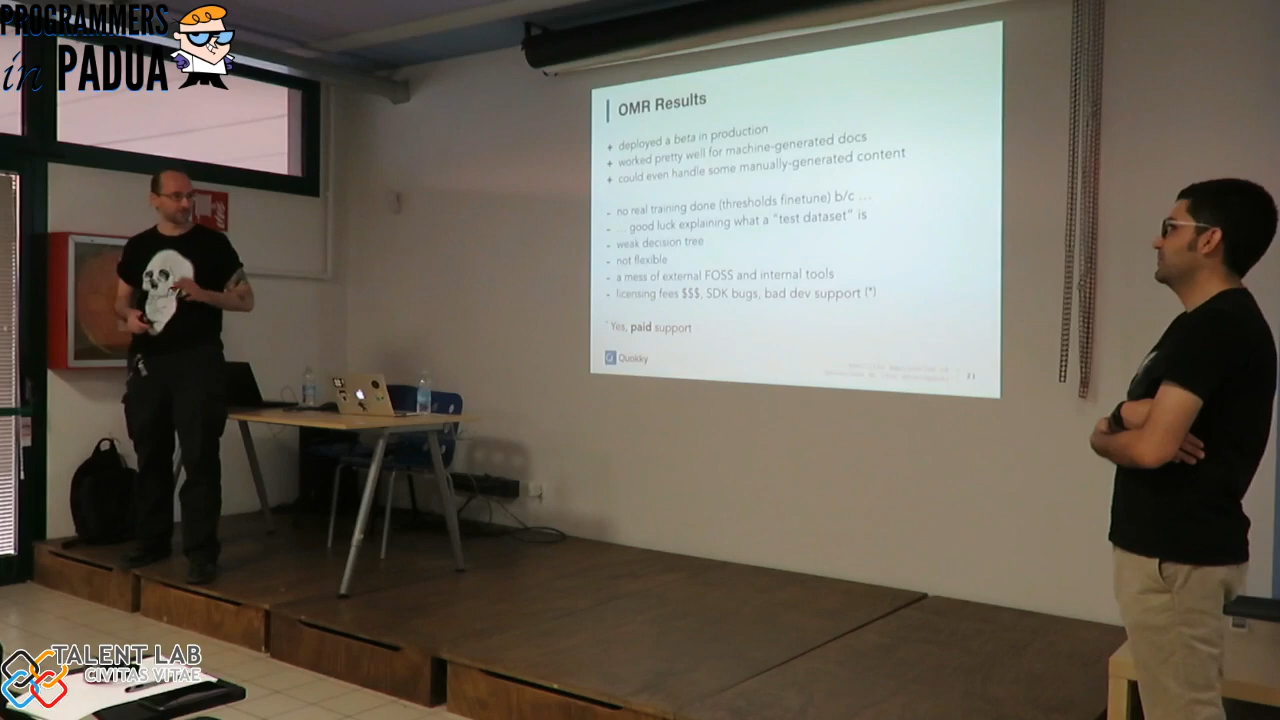 PROGRAMMERS
in PADUA
OMR Results
+ deployed a beta in production
+ worked pretty well for machine-generated docs
+ could even handle some manually-generated content
- no real training done (thresholds finetune) b/c ...
- ... good luck explaining what a “test dataset” is
- weak decision tree
- not flexible
- a mess of external FOSS and internal tools
- licensing fees $$$, SDK bugs, bad dev support (*)
* Yes, paid support
Quokky
21
TALENT LAB
CIVITAS VITAE